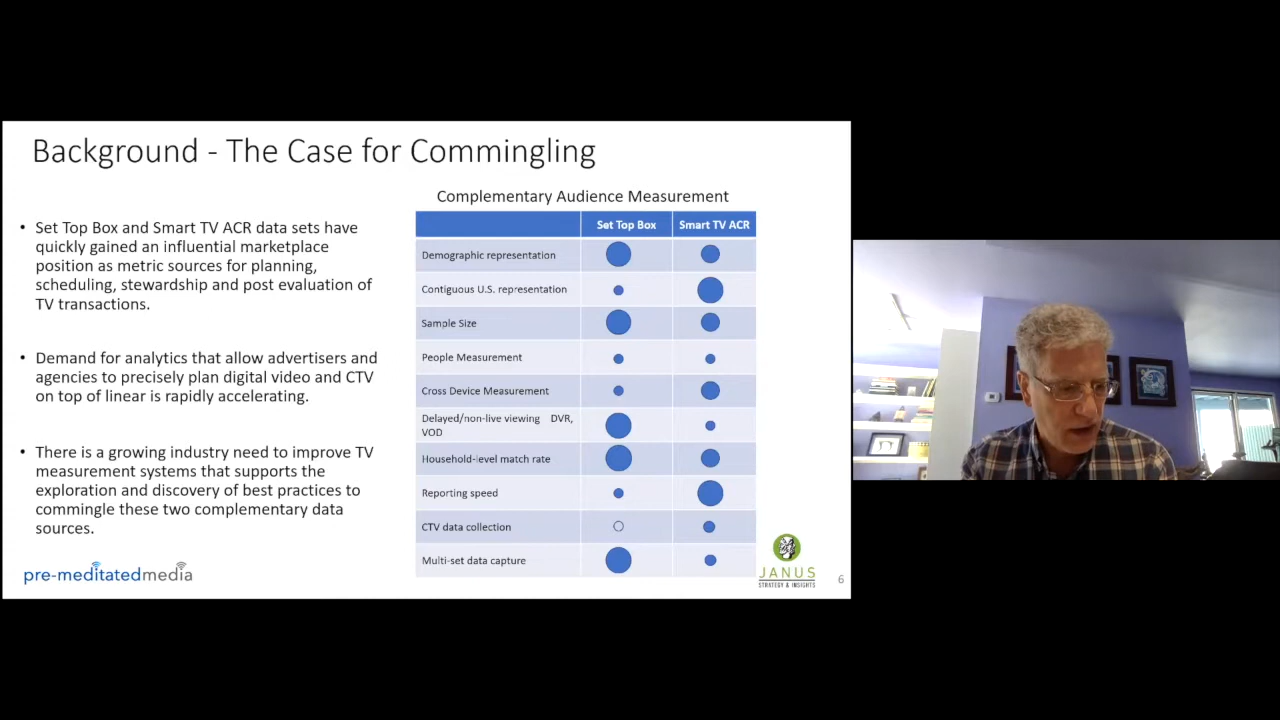 Background - The Case for Commingling
• Set Top Box and Smart TV ACR data sets have
quickly gained an influential marketplace
position as metric sources for planning,
scheduling, stewardship and post evaluation of
TV transactions.
• Demand for analytics that allow advertisers and
agencies to precisely plan digital video and CTV
on top of linear is rapidly accelerating.
• There is a growing industry need to improve TV
measurement systems that supports the
exploration and discovery of best practices to
commingle these two complementary data
sources.
Complementary Audience Measurement
Set Top Box Smart TV ACR
Demographic representation
Contiguous U.S. representation
Sample Size
People Measurement
Cross Device Measurement
Delayed/non-live viewing DVR,
VOD
Household-level match rate
Reporting speed
CTV data collection
Multi-set data capture
pre-meditatedmedia
JANUS
STRATEGY & INSIGHTS
6